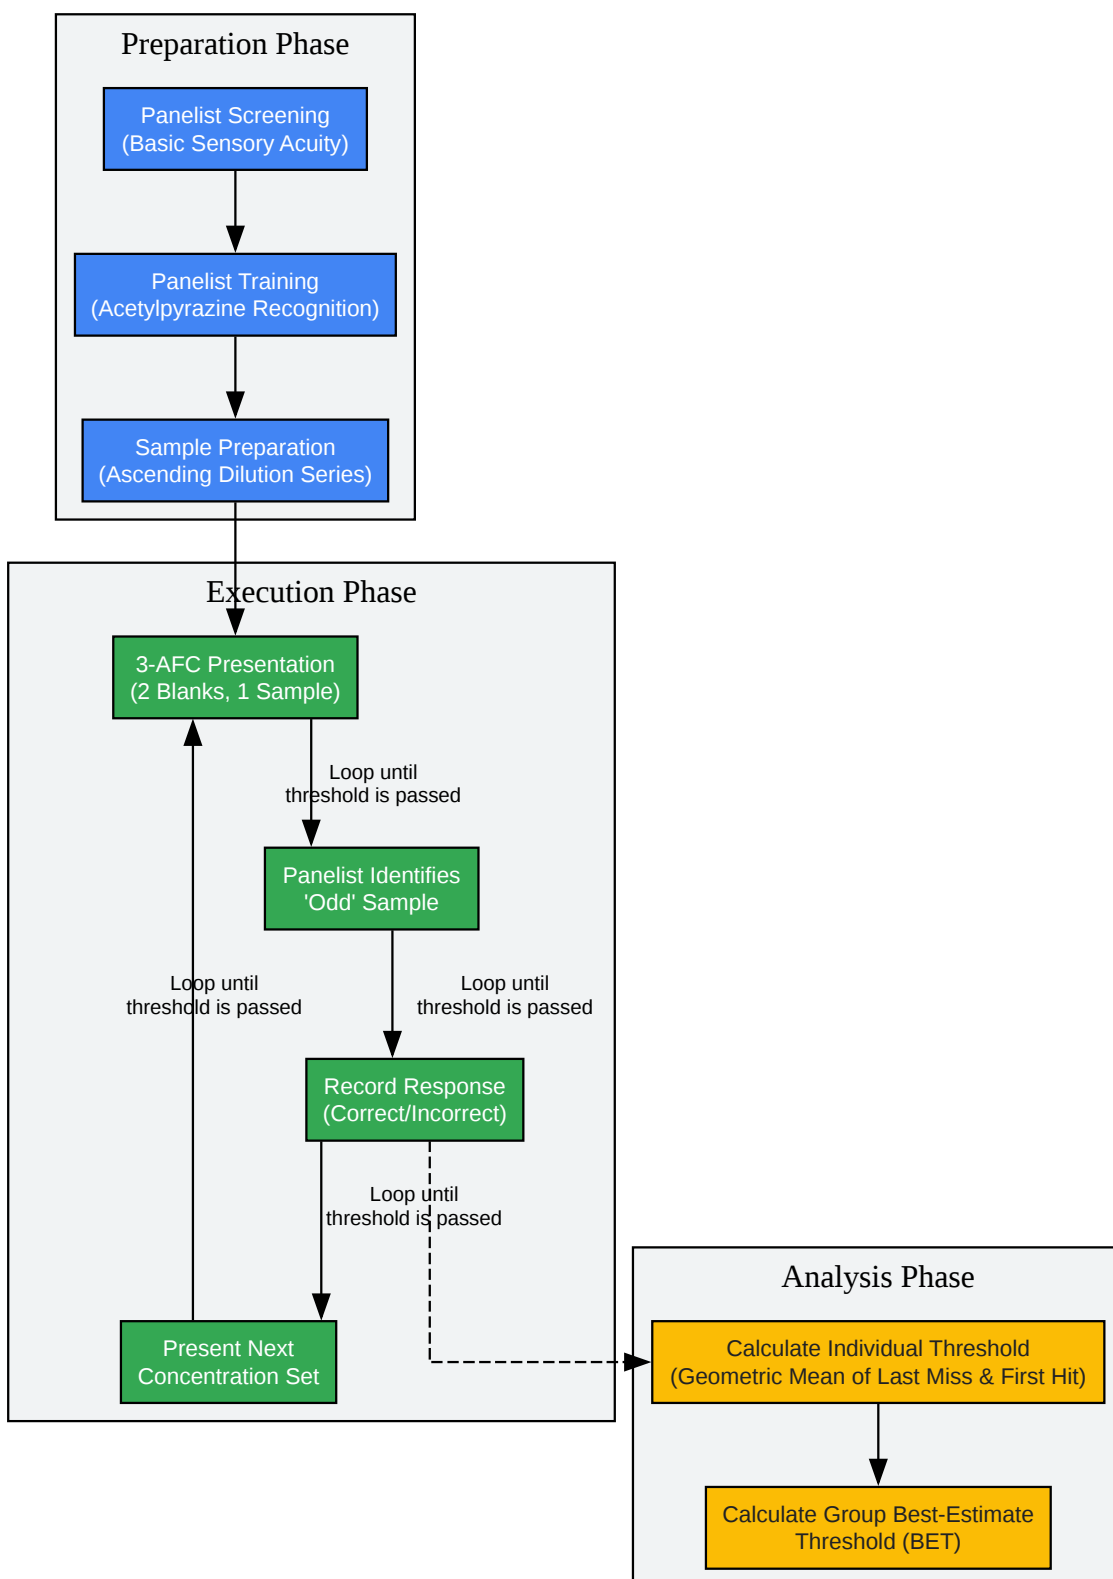 Preparation Phase
Panelist Screening
(Basic Sensory Acuity)
Panelist Training
(Acetylpyrazine Recognition)
Sample Preparation
(Ascending Dilution Series)
Execution Phase
3-AFC Presentation
(2 Blanks, 1 Sample)
Loop until
threshold is passed
Panelist Identifies
'Odd' Sample
Loop until
threshold is passed
Loop until
threshold is passed
Record Response
(Correct/Incorrect)
Loop until
threshold is passed
Present Next
Concentration Set
Analysis Phase
Calculate Individual Threshold
(Geometric Mean of Last Miss & First Hit)
Calculate Group Best-Estimate
Threshold (BET)